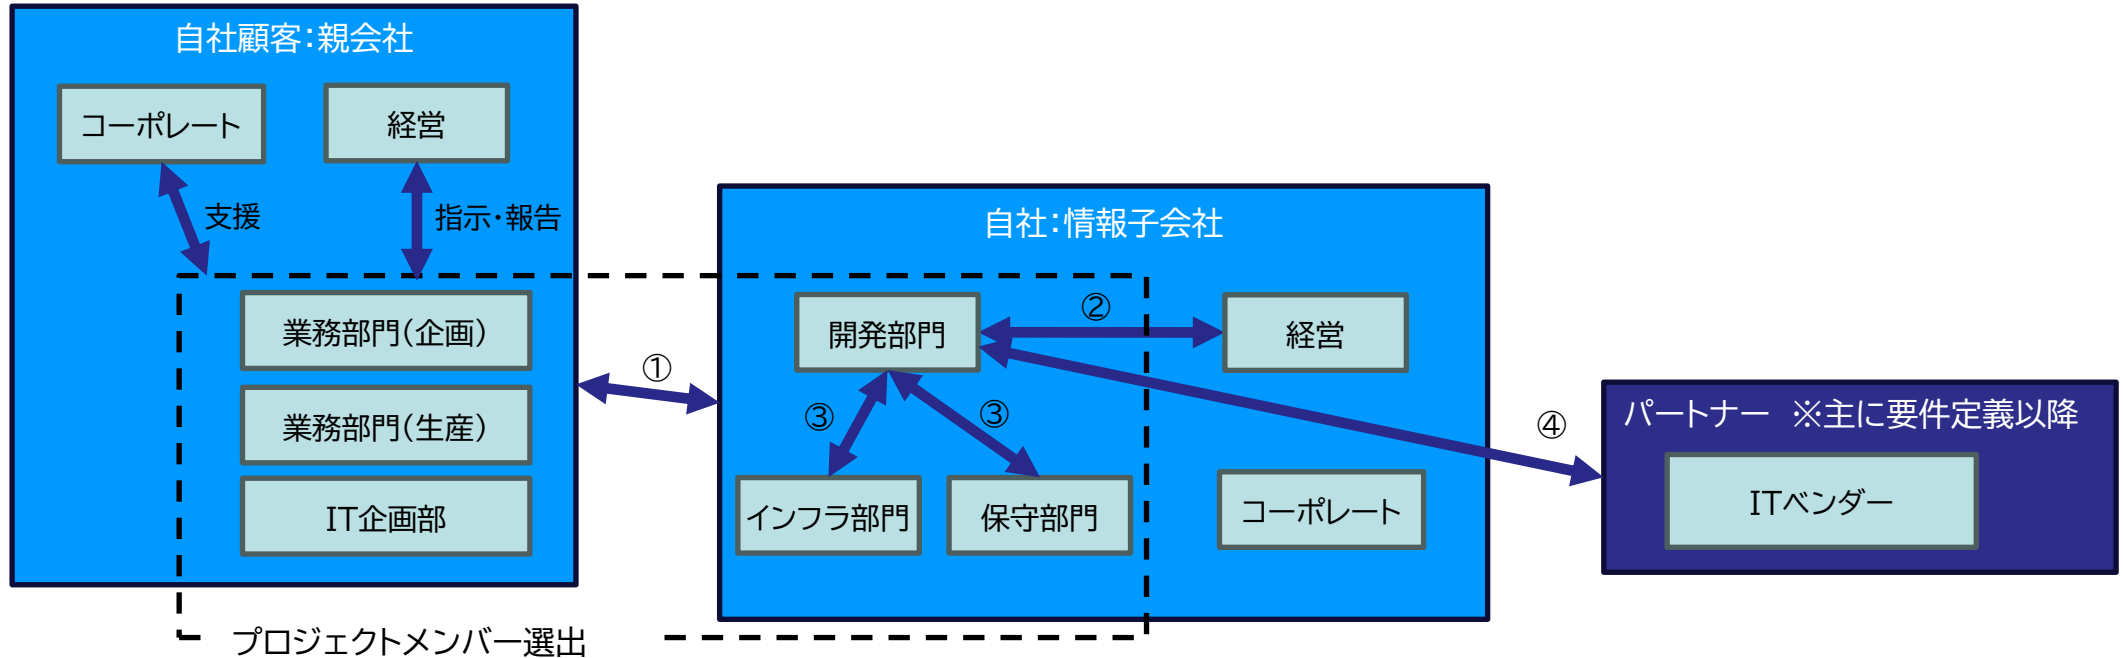 自社顧客：親会社
コーポレート
経営
支援
指示・報告
業務部門（企画）
業務部門（生産）
IT企画部
プロジェクトメンバー選出
①
自社：情報子会社
開発部門
②
経営
③
③
インフラ部門
保守部門
コーポレート
④
パートナー　※主に要件定義以降
ITベンダー